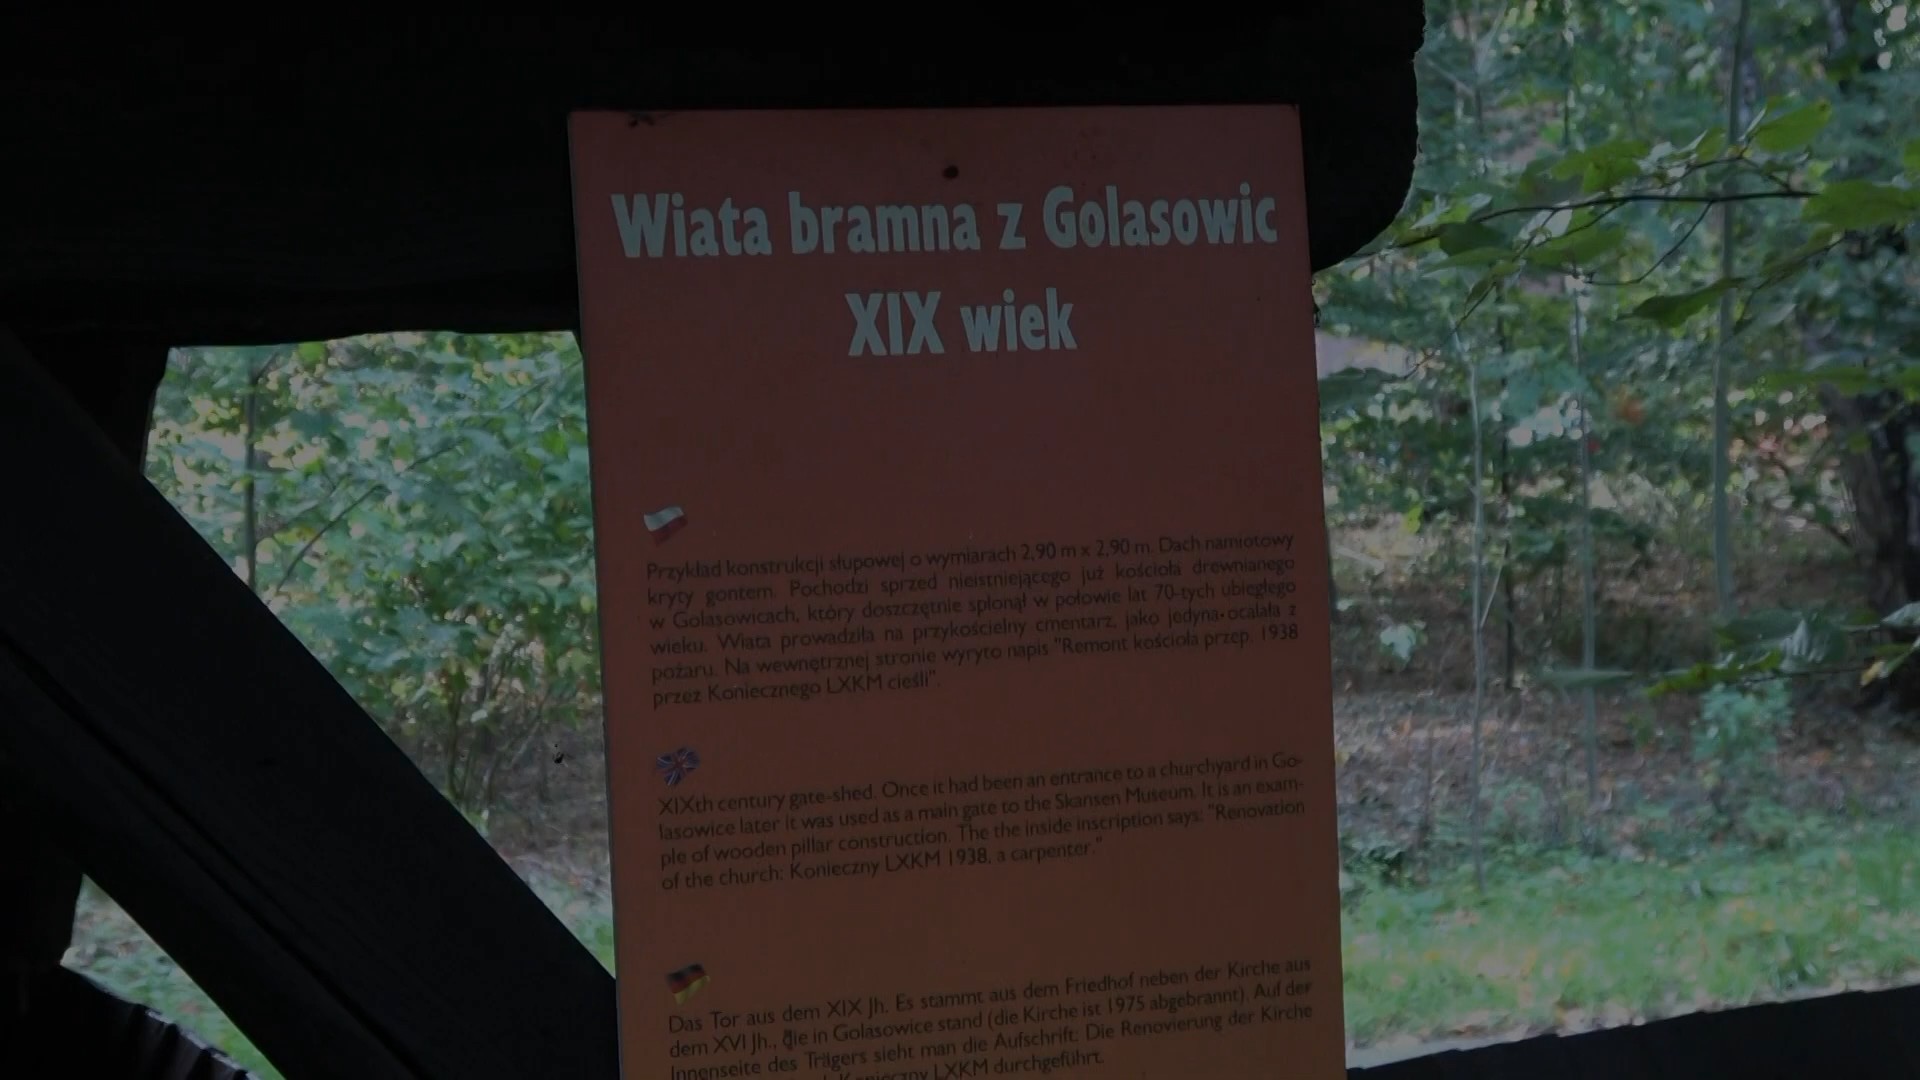 Wiata bramna z Golasowic
XIX wiek
Przykład konstrukcji słupowej o wymiarach 2,90 m x 2,90 m. Dach namiotowy
kryty gontem. Pochodzi sprzed nieistniejącego już kościoła drewnianego
w Golasowicach, który doszczętnie spłonął w połowie lat 70-tych ubiegłego
wieku. Wiata prowadziła na przykościelny cmentarz, jako jedyna ocalała z
pożaru. Na wewnętrznej stronie wyryto napis "Remont kościoła przep. 1938
przez Koniecznego LXKM cieśli".
XIXth century gate-shed. Once it had been an entrance to a churchyard in Go-
lasowice later it was used as a main gate to the Skansen Museum. It is an exam-
ple of wooden pillar construction. The the inside inscription says: "Renovation
of the church: Konieczny LXKM 1938, a carpenter."
Das Tor aus dem XIX Jh. Es stammt aus dem Friedhof neben der Kirche aus
dem XVI Jh., die in Golasowice stand (die Kirche ist 1975 abgebrannt). Auf der
Innenseite des Trägers sieht man die Aufschrift: Die Renovierung der Kirche
Konieczny LXKM durchgeführt.